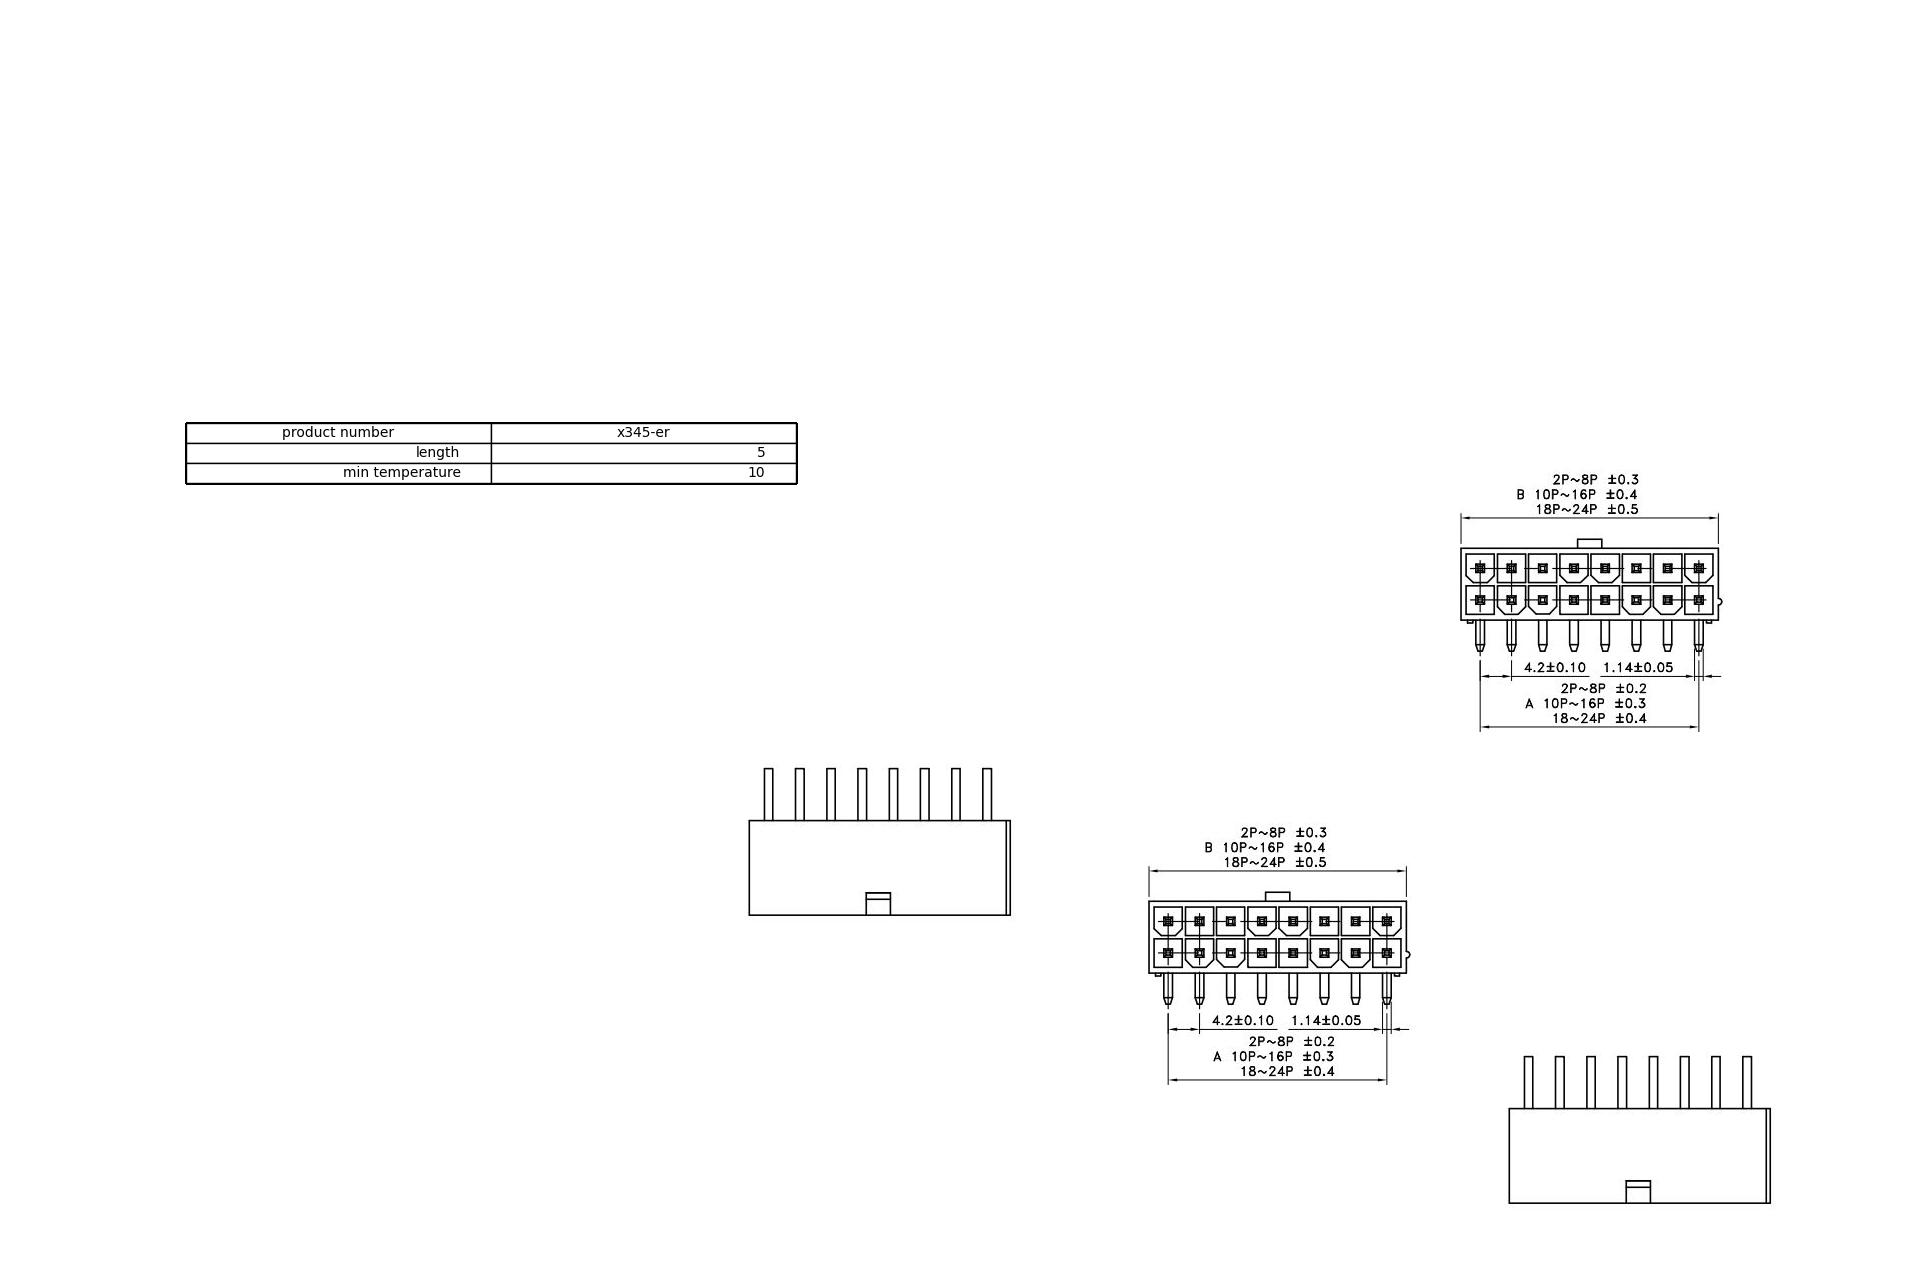 product number x345-er
length 5
min temperature 10
2P~8P ±0.3
B 10P~16P ±0.4
18P~24P ±0.5
4.2±0.10 1.14±0.05
2P~8P ±0.2
A 10P~16P ±0.3
18~24P ±0.4
2P~8P ±0.3
B 10P~16P ±0.4
18P~24P ±0.5
4.2±0.10 1.14±0.05
2P~8P ±0.2
A 10P~16P ±0.3
18~24P ±0.4